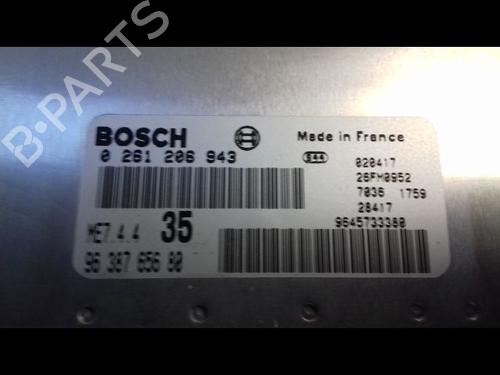 B-PARTS
BOSCH
Made in France
0 261 206 943
E44
020417
26FM0952
7036 1759
28417
9645733380
ME7.4.4 35
96 387 656 80